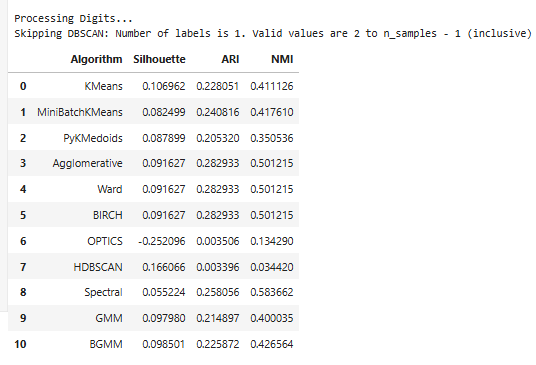 Processing Digits...
Skipping DBSCAN: Number of labels is 1. Valid values are 2 to n_samples - 1 (inclusive)
Algorithm Silhouette ARI NMI
0 KMeans 0.106962 0.228051 0.411126
1 MiniBatchKMeans 0.082499 0.240816 0.417610
2 PyKMedoids 0.087899 0.205320 0.350536
3 Agglomerative 0.091627 0.282933 0.501215
4 Ward 0.091627 0.282933 0.501215
5 BIRCH 0.091627 0.282933 0.501215
6 OPTICS -0.252096 0.003506 0.134290
7 HDBSCAN 0.166066 0.003396 0.034420
8 Spectral 0.055224 0.258056 0.583662
9 GMM 0.097980 0.214897 0.400035
10 BGMM 0.098501 0.225872 0.426564